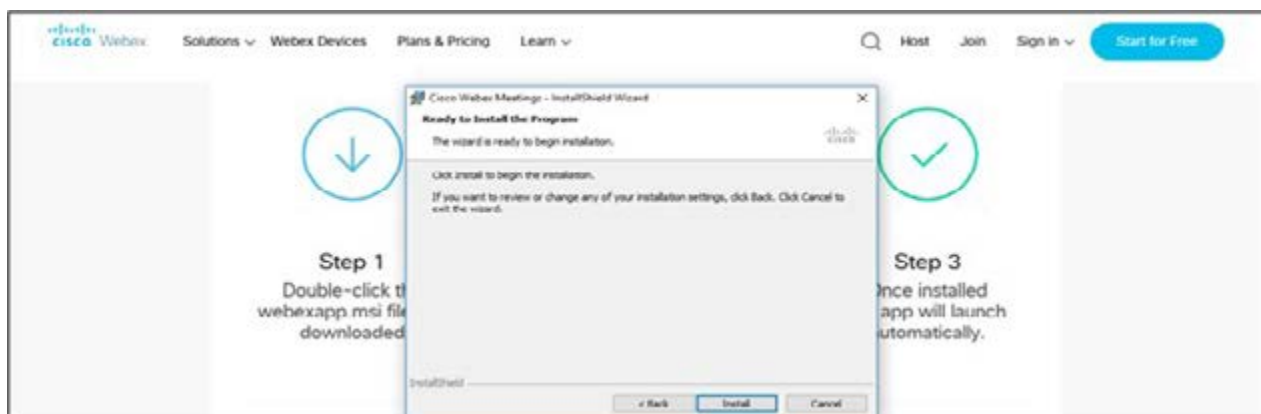 cisco Webex Solutions Webex Devices Plans & Pricing Learn Host Join Sign in Start for Free
Cisco Webex Meetings - InstallShield Wizard
Ready to Install the Program
The wizard is ready to begin installation.
cisco
Click Install to begin the installation.
If you want to review or change any of your installation settings, click Back. Click Cancel to
exit the wizard.
InstallShield
< Back Install Cancel
Step 1
Double-click th
webexapp.msi file
downloaded
Step 3
Once installed
app will launch
utomatically.